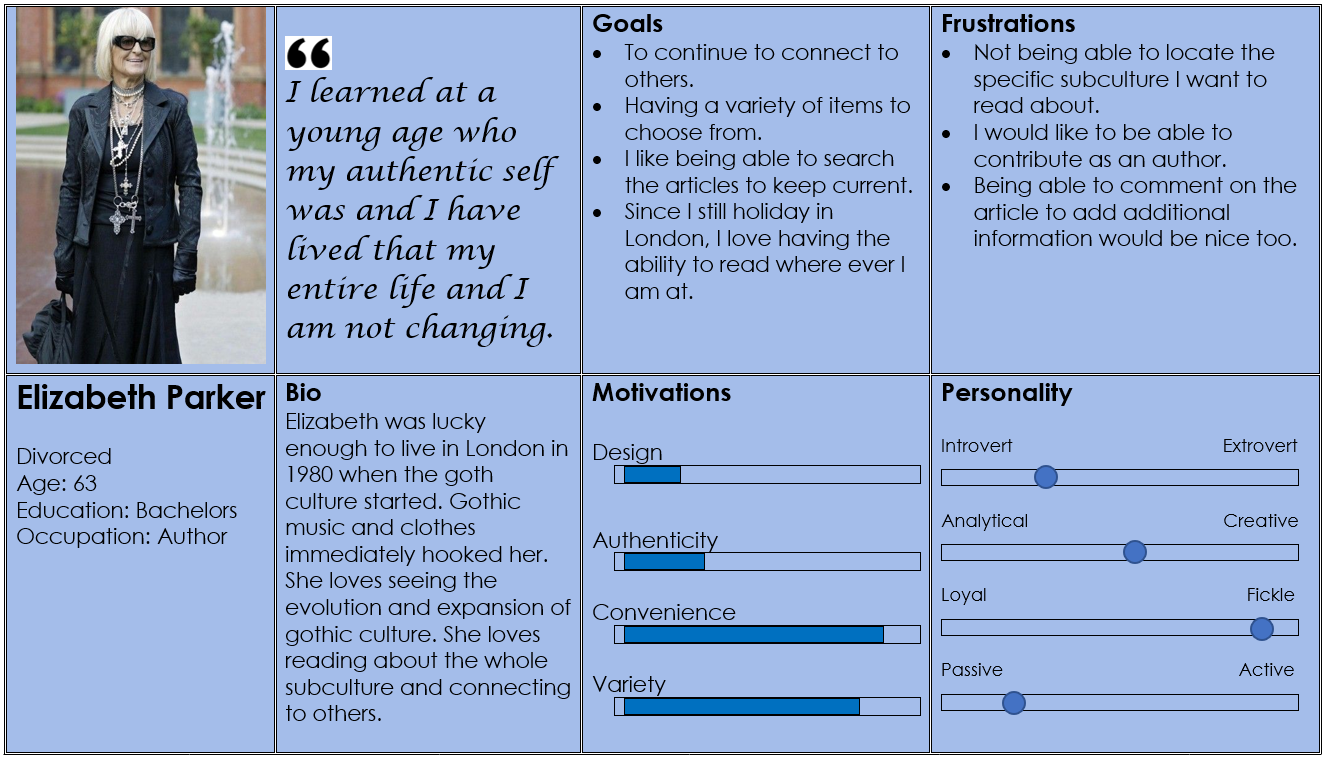 ❝
I learned at a
young age who
my authentic self
was and I have
lived that my
entire life and I
am not changing.
Goals
• To continue to connect to
others.
• Having a variety of items to
choose from.
• I like being able to search
the articles to keep current.
• Since I still holiday in
London, I love having the
ability to read where ever I
am at.
Frustrations
• Not being able to locate the
specific subculture I want to
read about.
• I would like to be able to
contribute as an author.
• Being able to comment on the
article to add additional
information would be nice too.
Elizabeth Parker
Divorced
Age: 63
Education: Bachelors
Occupation: Author
Bio
Elizabeth was lucky
enough to live in London in
1980 when the goth
culture started. Gothic
music and clothes
immediately hooked her.
She loves seeing the
evolution and expansion of
gothic culture. She loves
reading about the whole
subculture and connecting
to others.
Motivations
Design
Authenticity
Convenience
Variety
Personality
Introvert Extrovert
Analytical Creative
Loyal Fickle
Passive Active